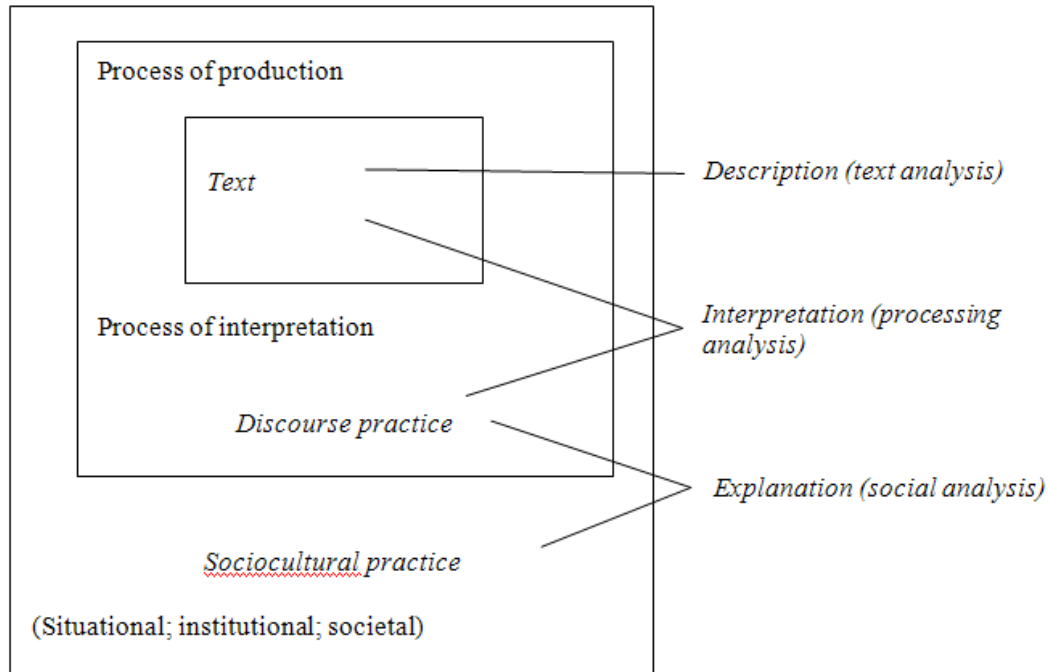 Process of production
Text
Description (text analysis)
Interpretation (processing
analysis)
Process of interpretation
Discourse practice
Explanation (social analysis)
Sociocultural practice
(Situational; institutional; societal)